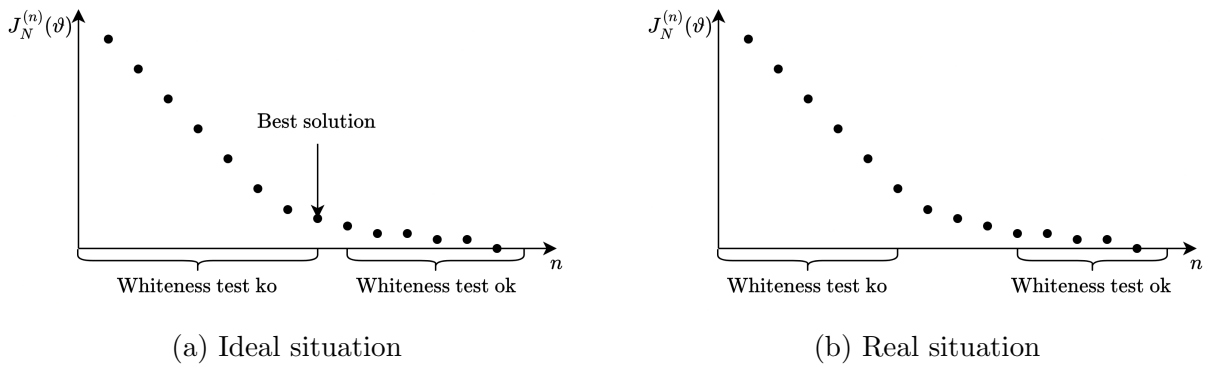 J_N^{(n)}(ϑ)
Best solution
n
Whiteness test ko
Whiteness test ok
(a) Ideal situation
J_N^{(n)}(ϑ)
n
Whiteness test ko
Whiteness test ok
(b) Real situation